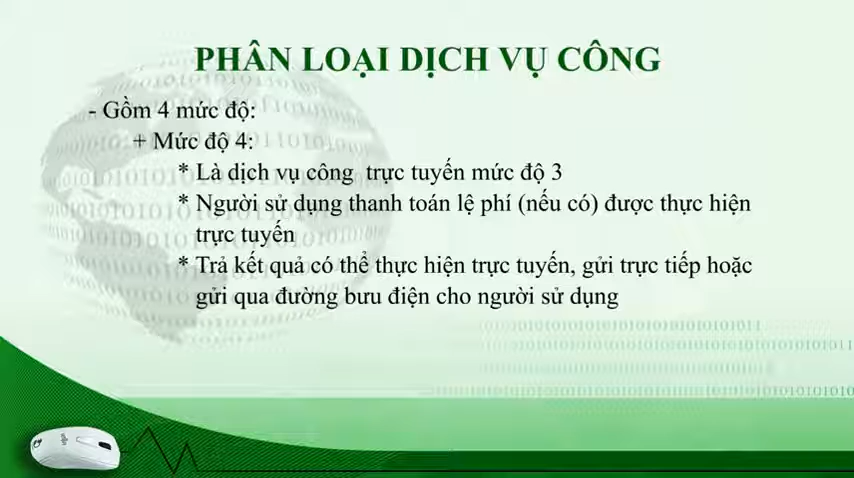 PHÂN LOẠI DỊCH VỤ CÔNG
- Gồm 4 mức độ:
+ Mức độ 4:
* Là dịch vụ công trực tuyến mức độ 3
* Người sử dụng thanh toán lệ phí (nếu có) được thực hiện
trực tuyến
* Trả kết quả có thể thực hiện trực tuyến, gửi trực tiếp hoặc
gửi qua đường bưu điện cho người sử dụng